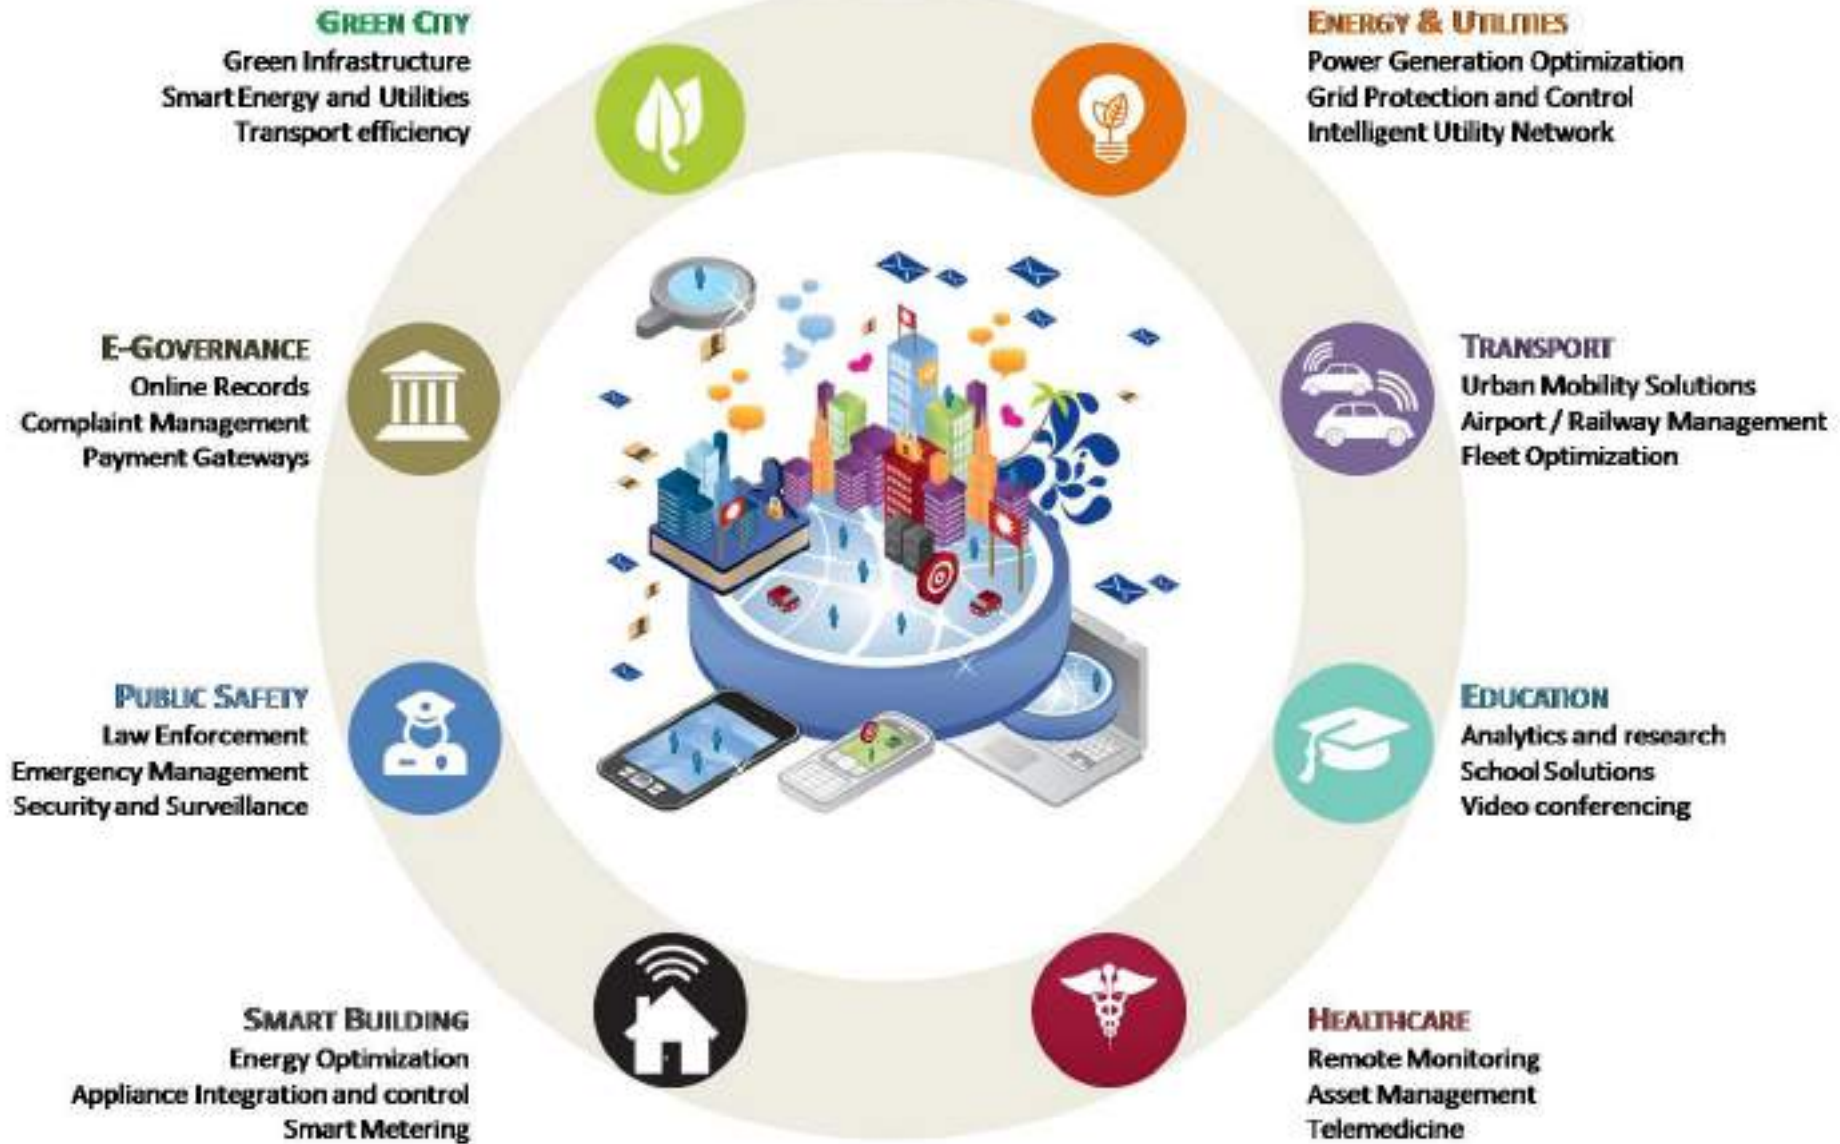 GREEN CITY
Green Infrastructure
Smart Energy and Utilities
Transport efficiency
ENERGY & UTILITIES
Power Generation Optimization
Grid Protection and Control
Intelligent Utility Network
E-GOVERNANCE
Online Records
Complaint Management
Payment Gateways
TRANSPORT
Urban Mobility Solutions
Airport / Railway Management
Fleet Optimization
PUBLIC SAFETY
Law Enforcement
Emergency Management
Security and Surveillance
EDUCATION
Analytics and research
School Solutions
Video conferencing
SMART BUILDING
Energy Optimization
Appliance Integration and control
Smart Metering
HEALTHCARE
Remote Monitoring
Asset Management
Telemedicine